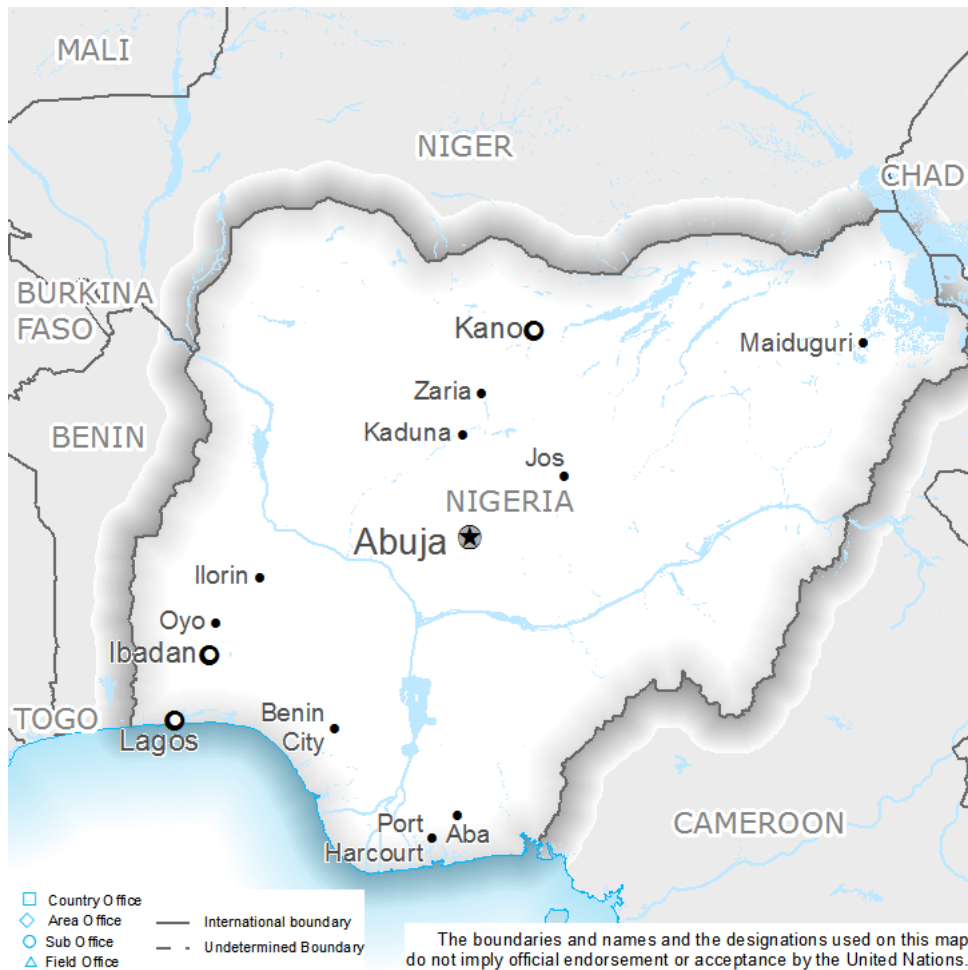 MALI
NIGER
CHAD
BURKINA
FASO
Kano
Maiduguri
Zaria
Kaduna
BENIN
Jos
NIGERIA
Abuja
Ilorin
Oyo
Ibadan
TOGO
Lagos
Benin
City
Port
Harcourt
Aba
CAMEROON
Country Office
Area Office
Sub Office
Field Office
International boundary
Undetermined Boundary
The boundaries and names and the designations used on this map
do not imply official endorsement or acceptance by the United Nations.